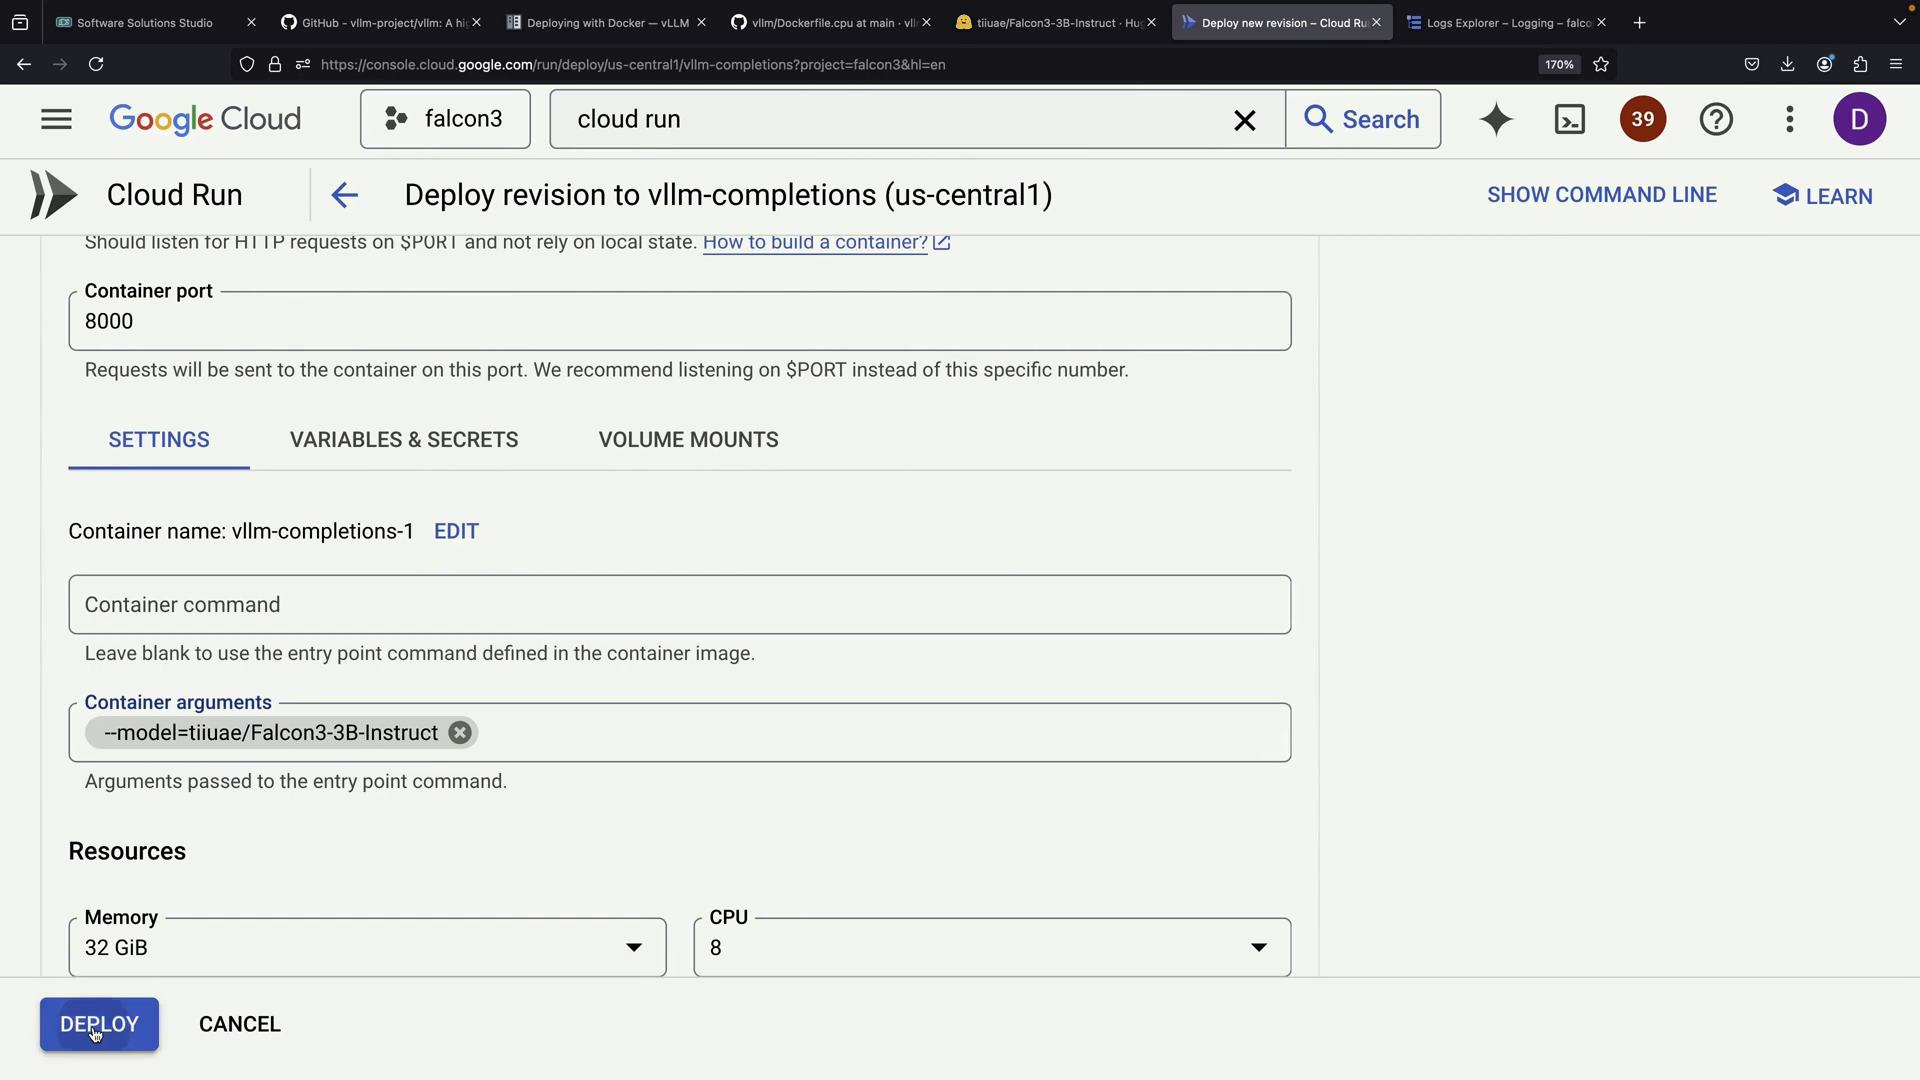 Software Solutions Studio
GitHub - vllm-project/vllm: A hi
Deploying with Docker — vLLM
vllm/Dockerfile.cpu at main · vll
tiiuae/Falcon3-3B-Instruct · Hug
Deploy new revision – Cloud Ru
Logs Explorer – Logging – falco
https://console.cloud.google.com/run/deploy/us-central1/vllm-completions?project=falcon3&hl=en
170%
Google Cloud
falcon3
cloud run
Search
39
D
Cloud Run
Deploy revision to vllm-completions (us-central1)
SHOW COMMAND LINE
LEARN
Should listen for HTTP requests on $PORT and not rely on local state. How to build a container?
Container port
8000
Requests will be sent to the container on this port. We recommend listening on $PORT instead of this specific number.
SETTINGS
VARIABLES & SECRETS
VOLUME MOUNTS
Container name: vllm-completions-1 EDIT
Container command
Leave blank to use the entry point command defined in the container image.
Container arguments
--model=tiiuae/Falcon3-3B-Instruct
Arguments passed to the entry point command.
Resources
Memory
32 GiB
CPU
8
DEPLOY
CANCEL